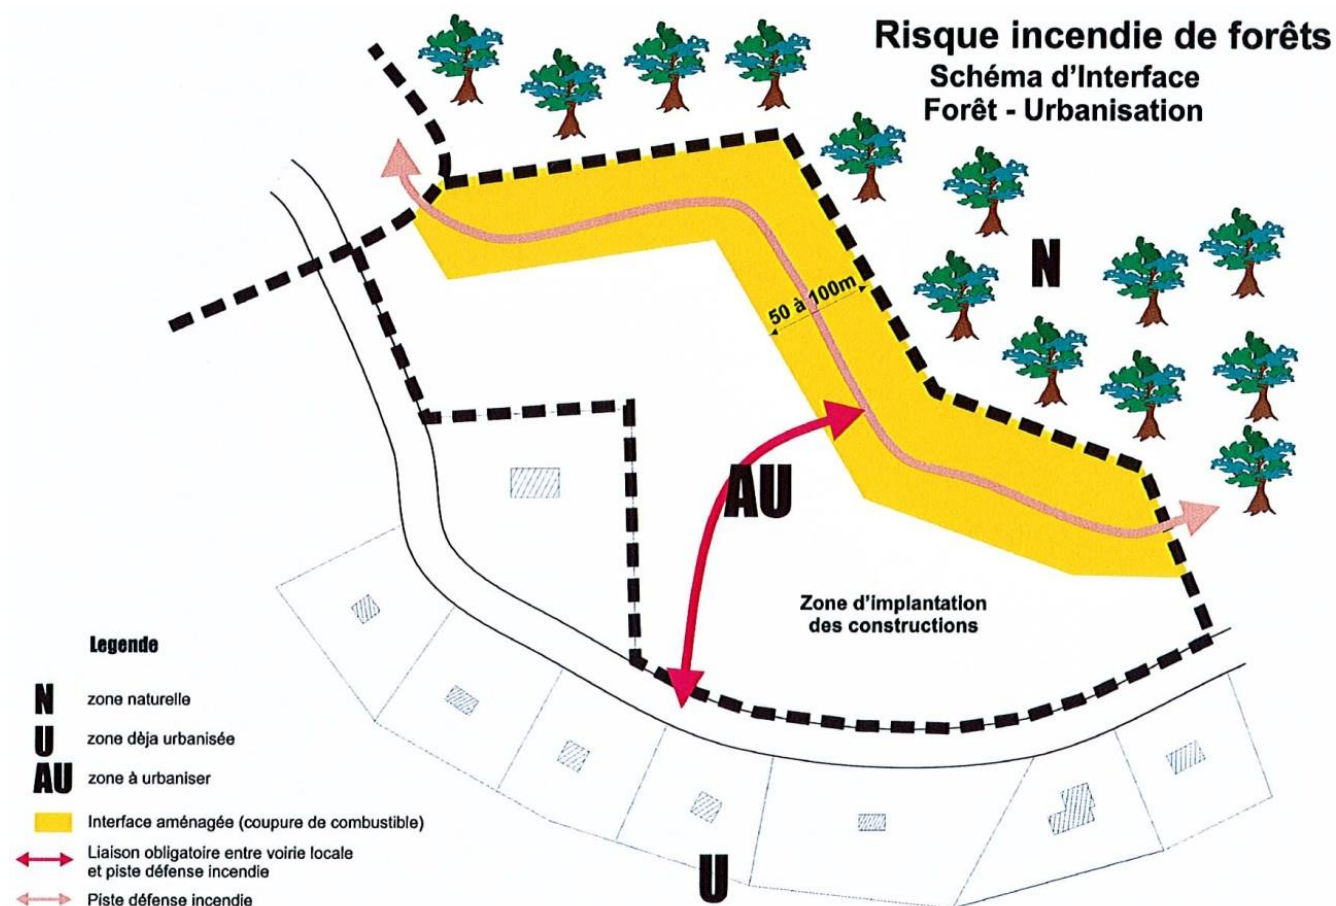 Risque incendie de forêts
Schéma d'Interface
Forêt - Urbanisation
N
50 à 100m
AU
Zone d'implantation
des constructions
U
Legende
N zone naturelle
U zone dèja urbanisée
AU zone à urbaniser
Interface aménagée (coupure de combustible)
Liaison obligatoire entre voirie locale
et piste défense incendie
Piste défense incendie